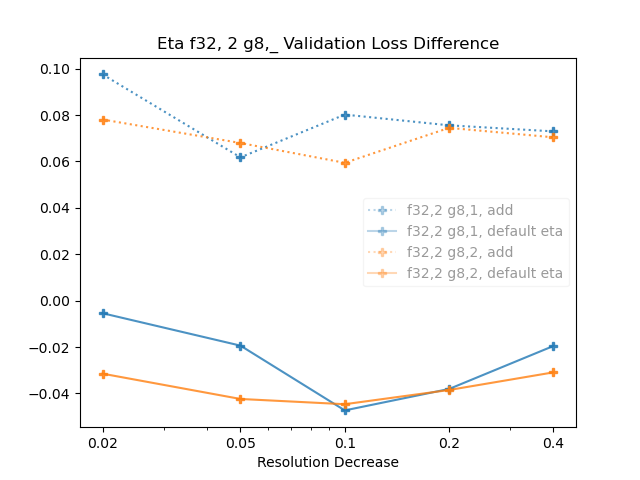 Eta f32, 2 g8,_ Validation Loss Difference
0.10
0.08
0.06
0.04
0.02
0.00
−0.02
−0.04
f32,2 g8,1, add
f32,2 g8,1, default eta
f32,2 g8,2, add
f32,2 g8,2, default eta
0.02 0.05 0.1 0.2 0.4
Resolution Decrease